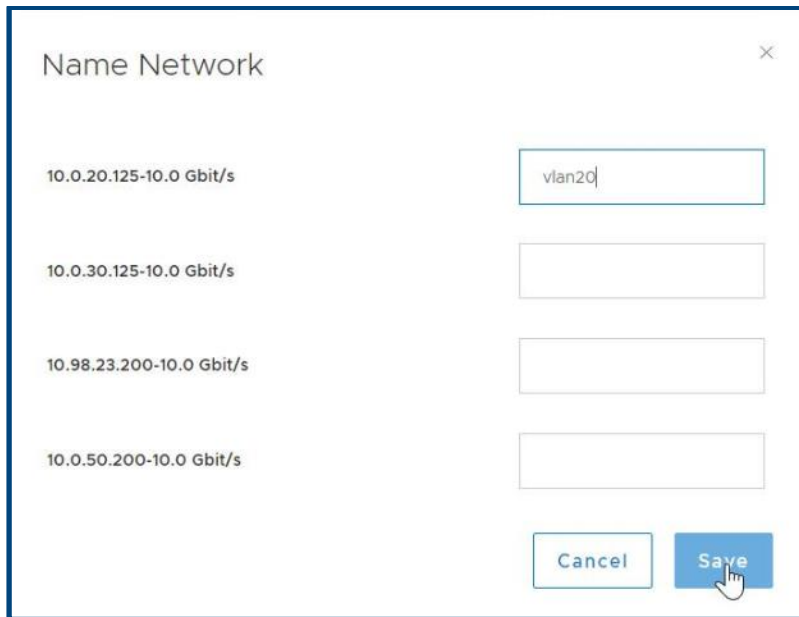 Name Network
10.0.20.125-10.0 Gbit/s
vlan20
10.0.30.125-10.0 Gbit/s
10.98.23.200-10.0 Gbit/s
10.0.50.200-10.0 Gbit/s
Cancel
Save